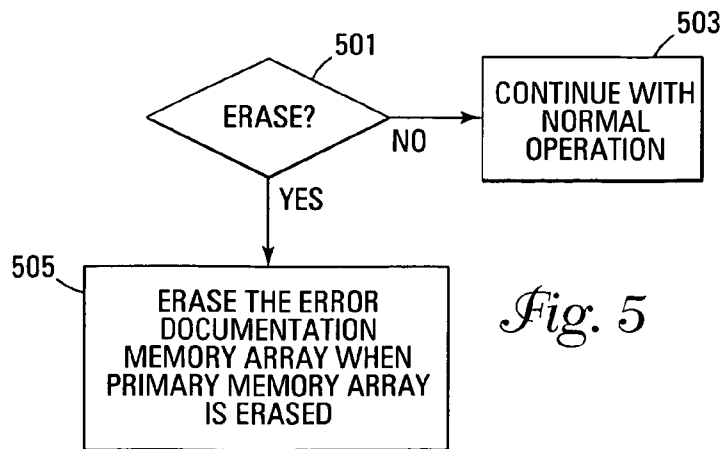 501
503
ERASE?
CONTINUE WITH
NORMAL
OPERATION
NO
YES
505
ERASE THE ERROR
DOCUMENTATION
MEMORY ARRAY WHEN
PRIMARY MEMORY ARRAY
IS ERASED
Fig. 5